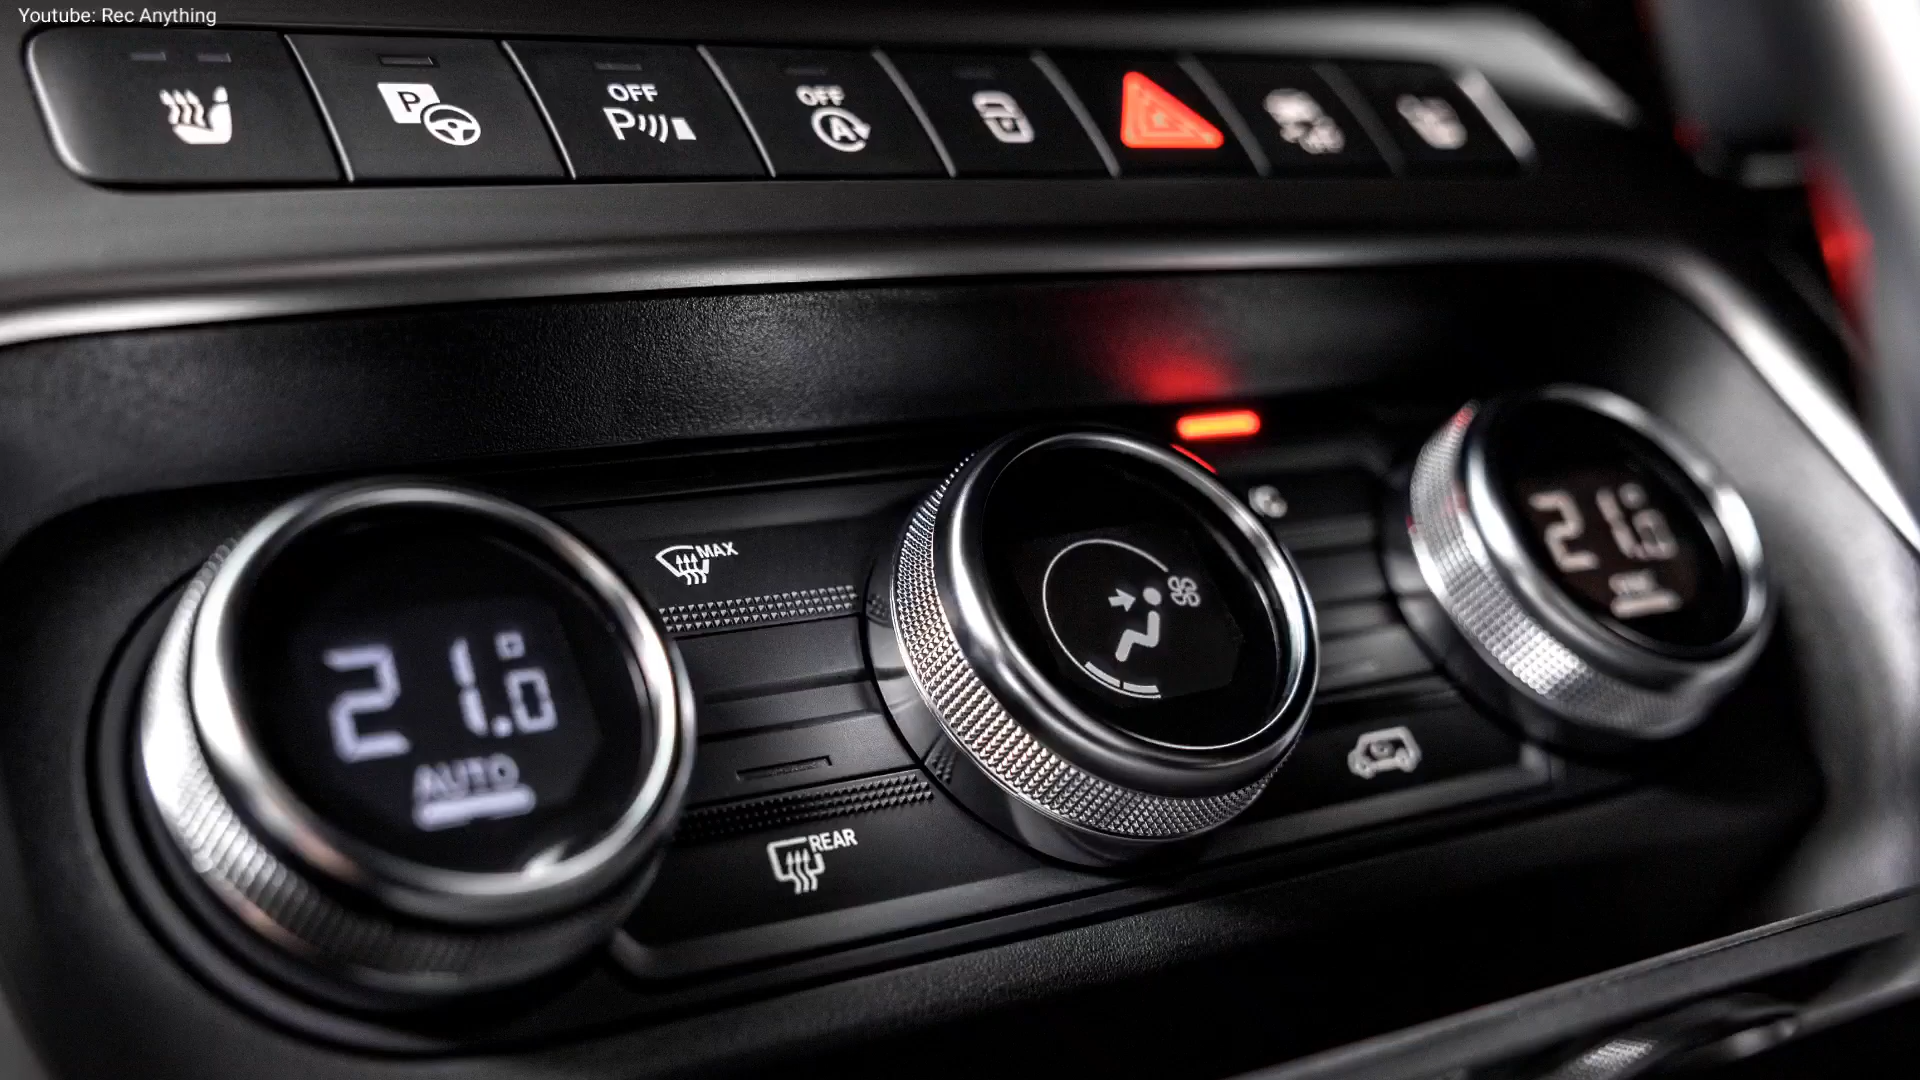 Youtube: Rec Anything
P
OFF
P
OFF
A
MAX
21.0
AUTO
REAR
21.0